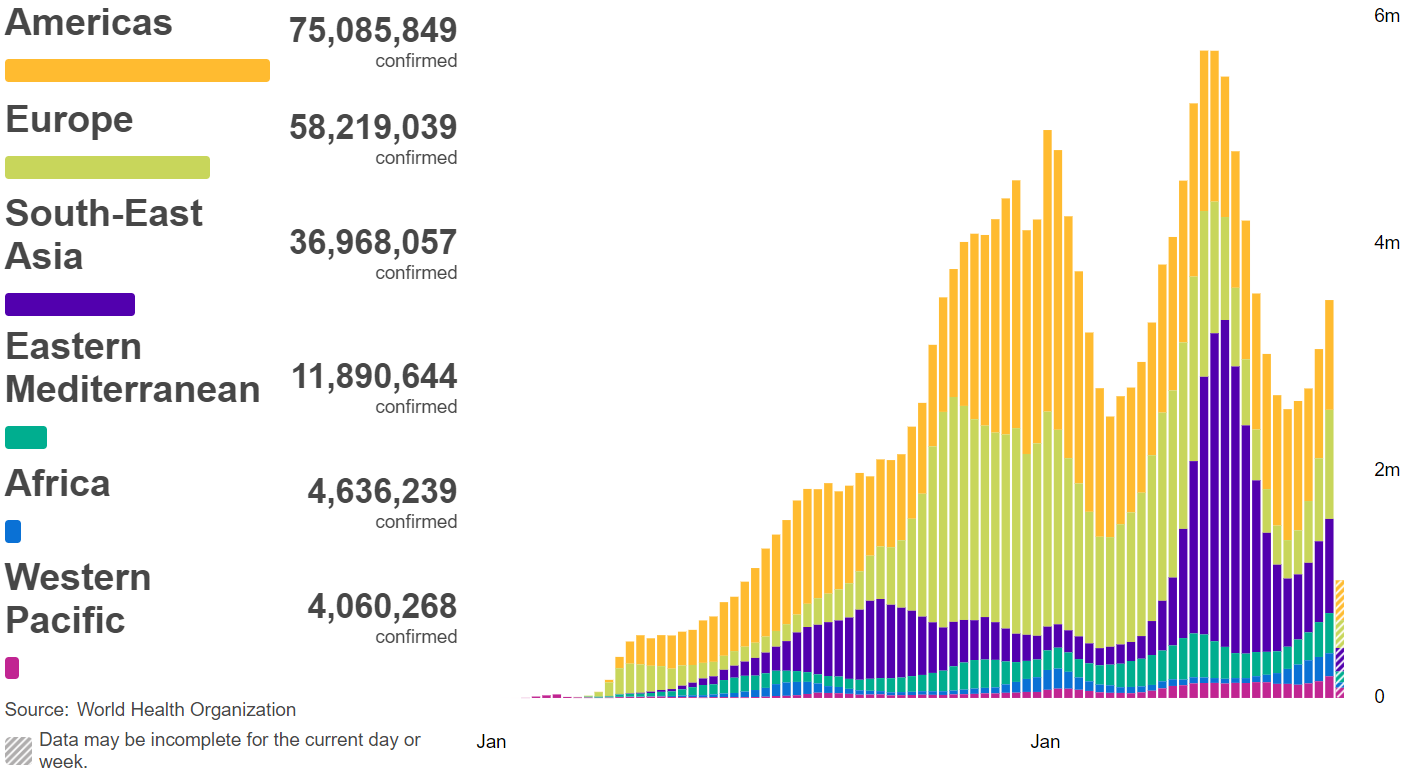 Americas
75,085,849
confirmed
Europe
58,219,039
confirmed
South-East
Asia
36,968,057
confirmed
Eastern
Mediterranean
11,890,644
confirmed
Africa
4,636,239
confirmed
Western
Pacific
4,060,268
confirmed
Source: World Health Organization
Data may be incomplete for the current day or
week.
6m
4m
2m
0
Jan
Jan